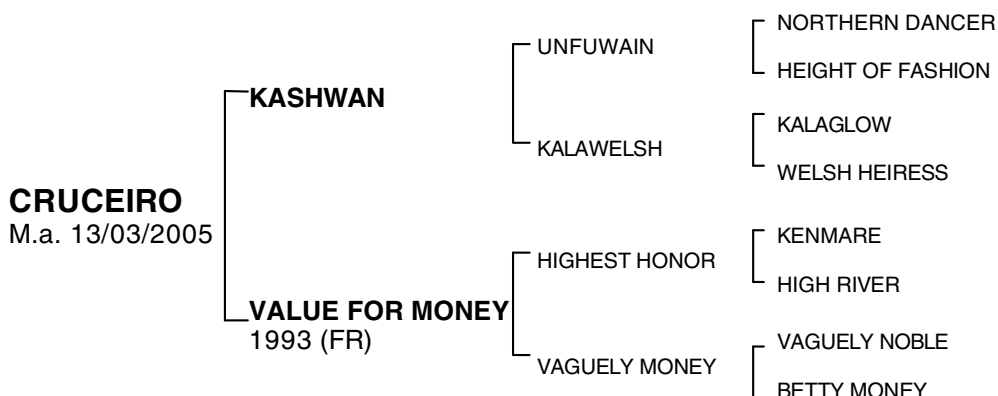 NORTHERN DANCER
UNFUWAIN
HEIGHT OF FASHION
KASHWAN
KALAGLOW
KALAWELSH
WELSH HEIRESS
CRUCEIRO
M.a. 13/03/2005
KENMARE
HIGHEST HONOR
HIGH RIVER
VALUE FOR MONEY
1993 (FR)
VAGUELY NOBLE
VAGUELY MONEY
BETTY MONEY